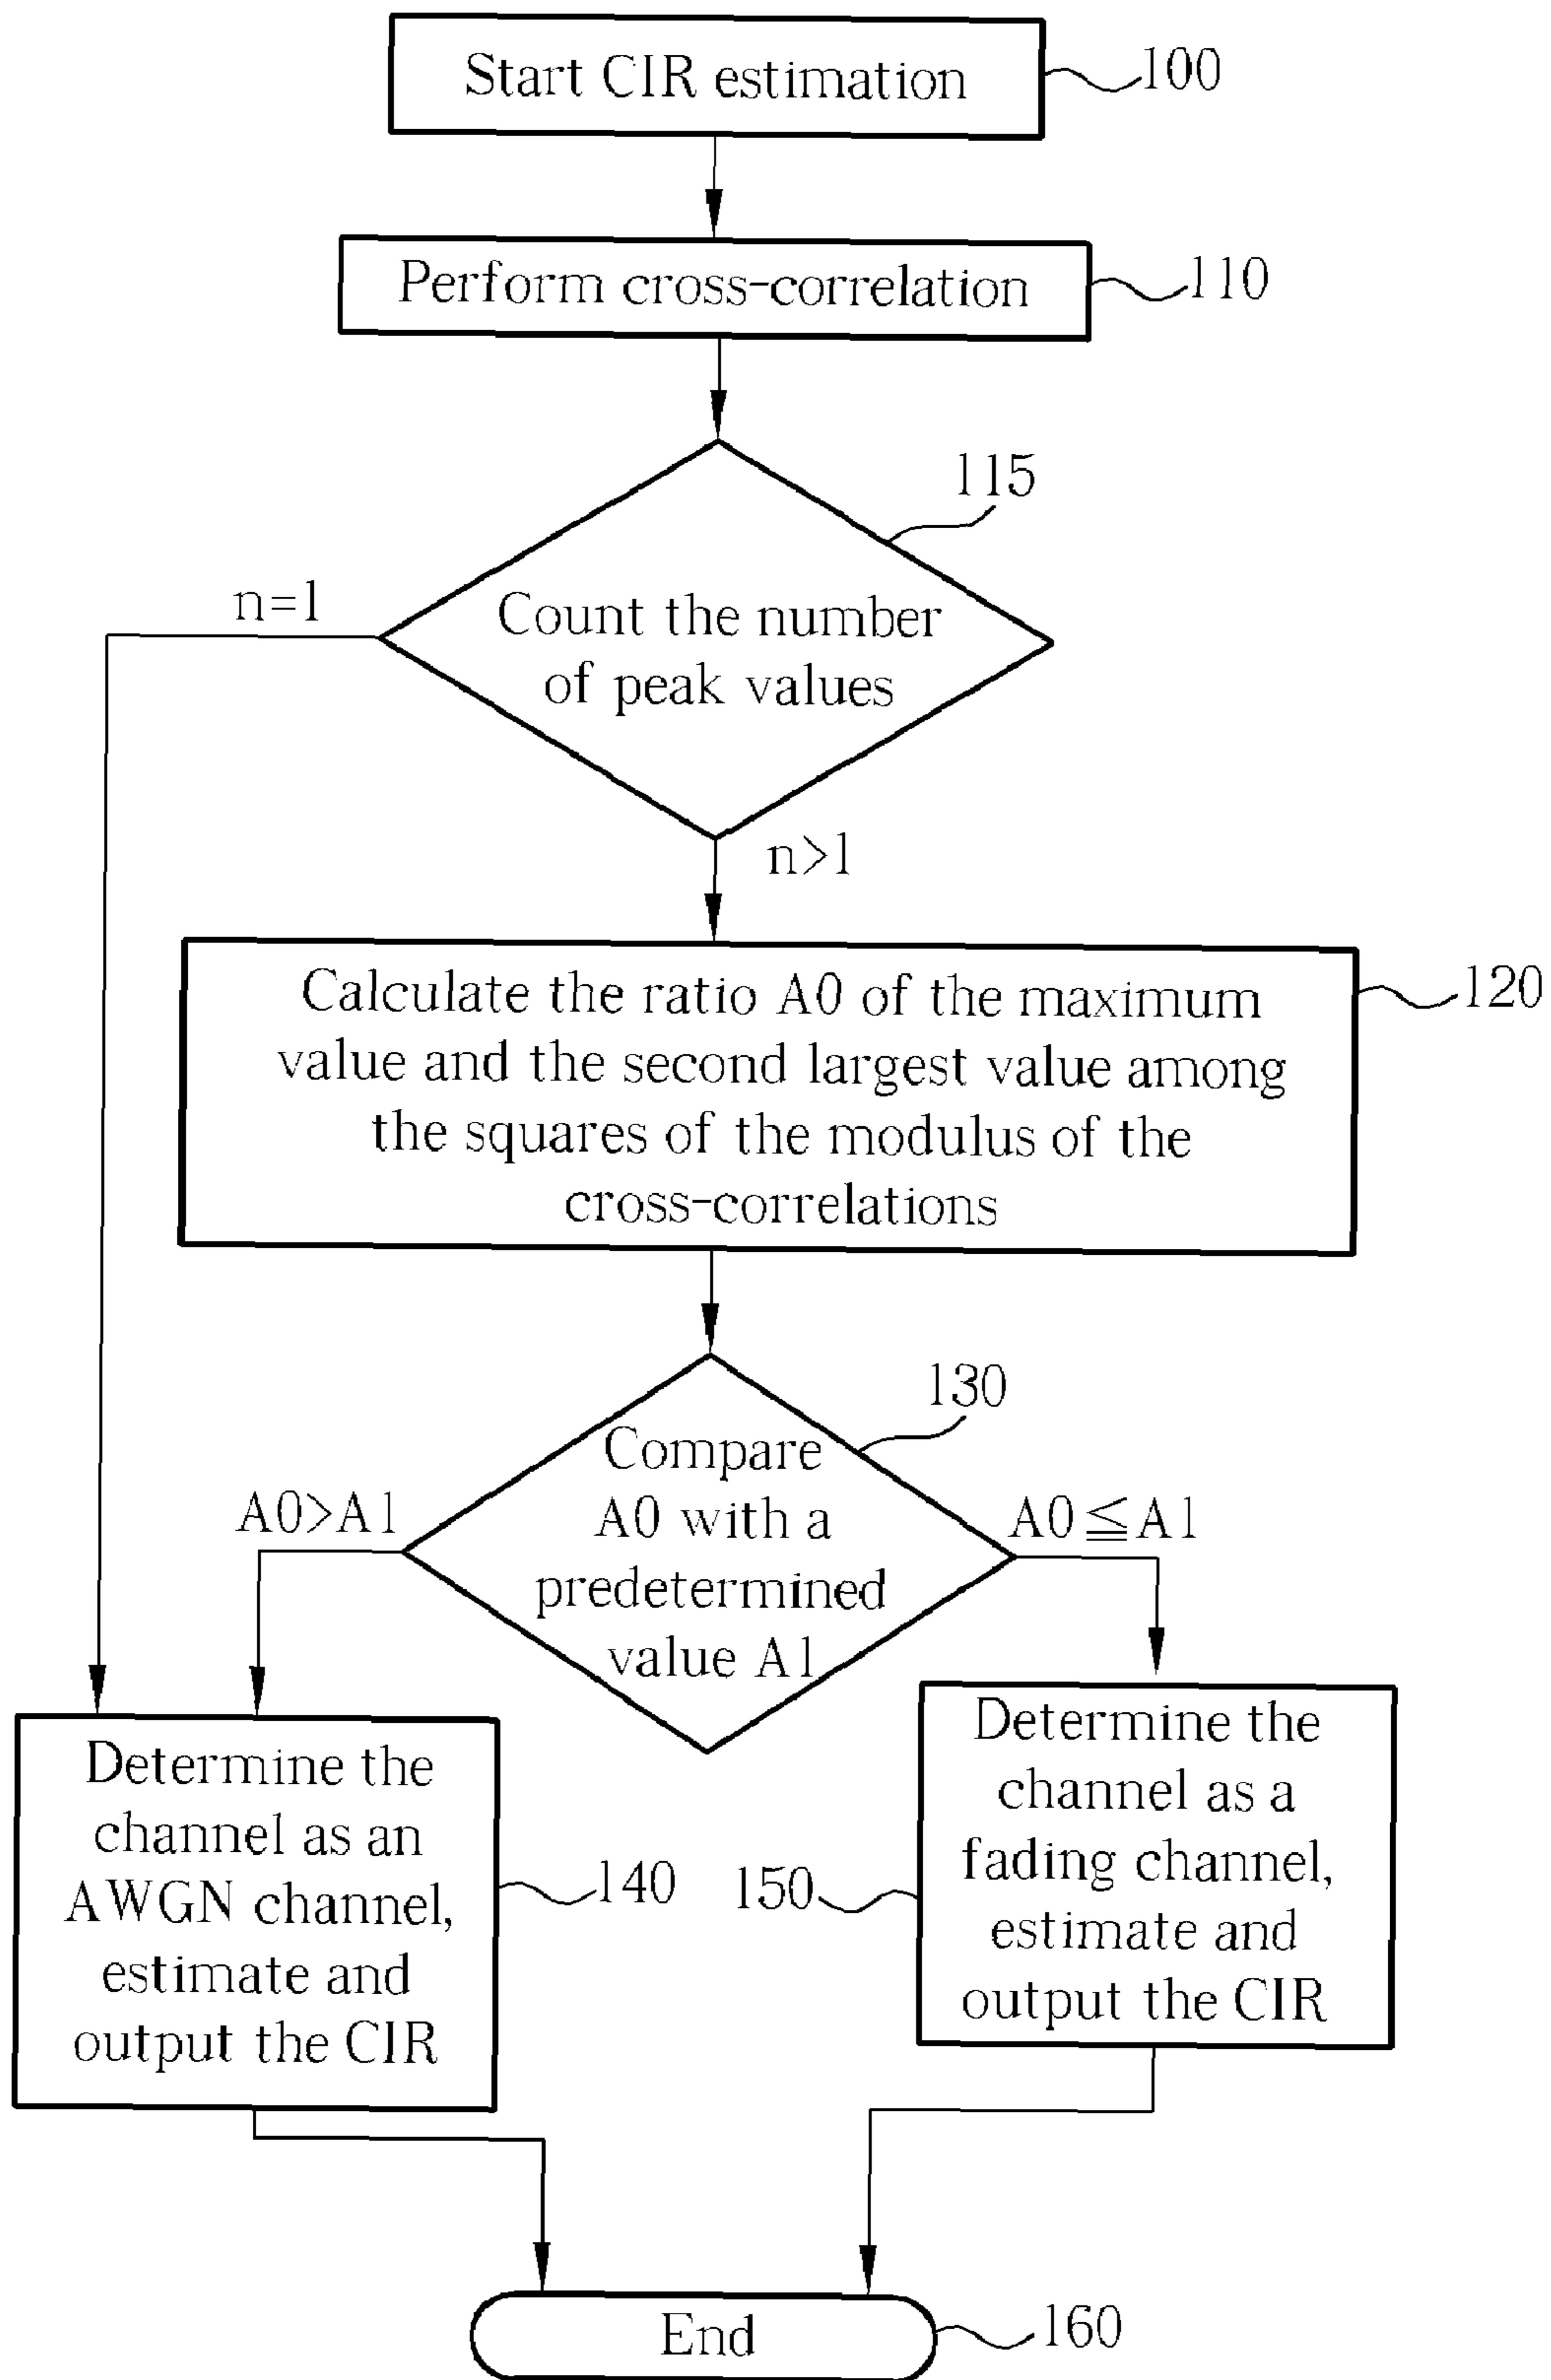 Start CIR estimation
100
Perform cross-correlation
110
115
Count the number
of peak values
n=1
n>1
Calculate the ratio A0 of the maximum
value and the second largest value among
the squares of the modulus of the
cross-correlations
120
130
Compare
A0 with a
predetermined
value A1
A0>A1
A0≦A1
Determine the
channel as an
AWGN channel,
estimate and
output the CIR
140
150
Determine the
channel as a
fading channel,
estimate and
output the CIR
End
160